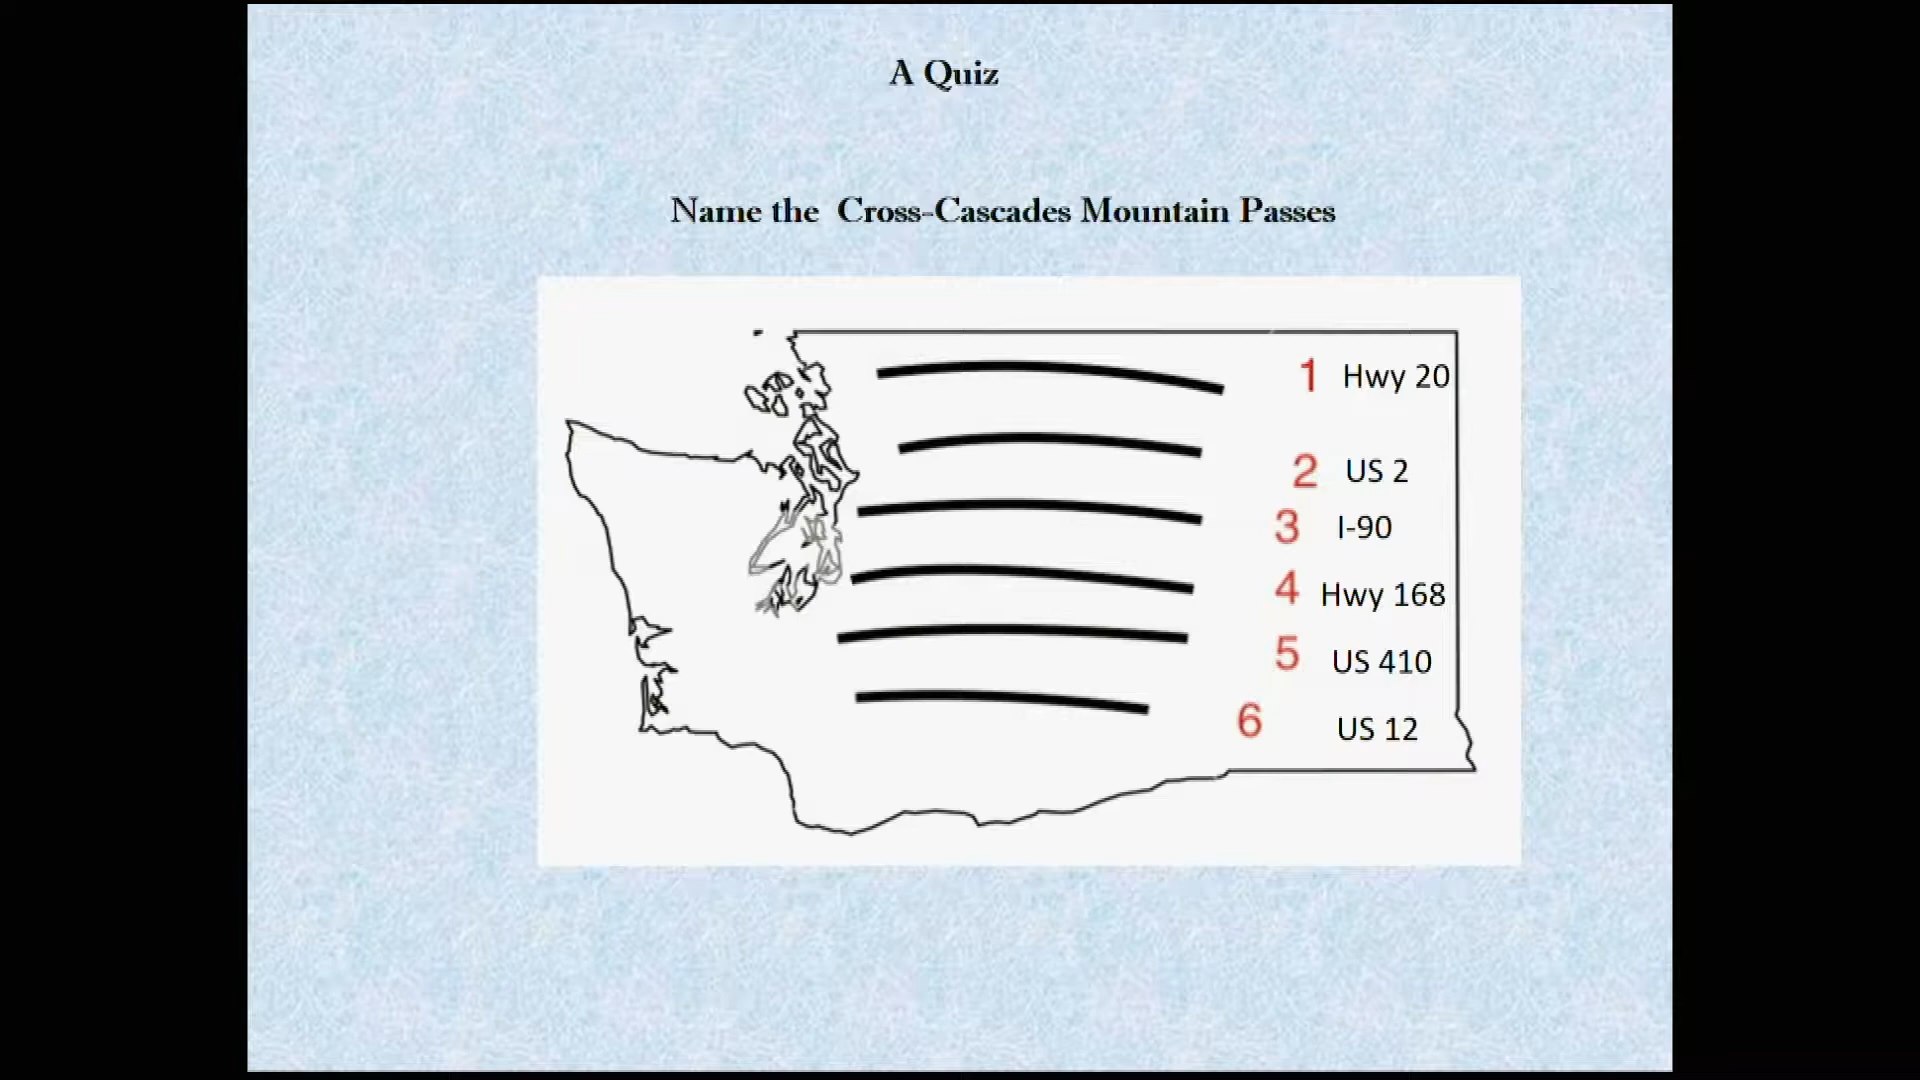 A Quiz
Name the Cross-Cascades Mountain Passes
1 Hwy 20
2 US 2
3 I-90
4 Hwy 168
5 US 410
6 US 12